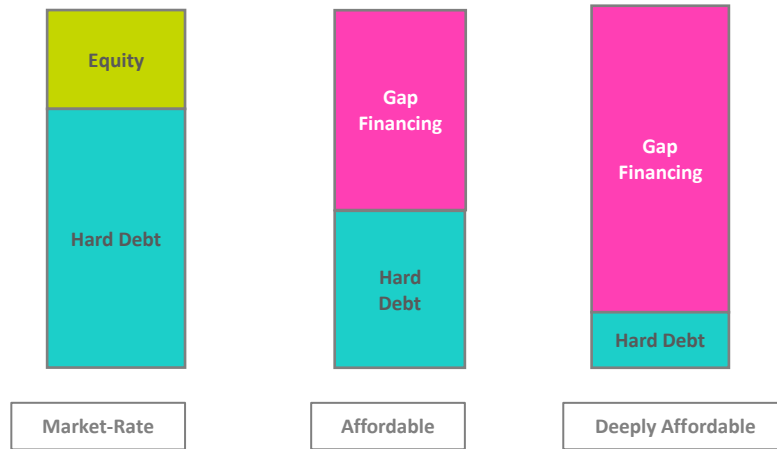 Equity
Hard Debt
Gap
Financing
Hard
Debt
Gap
Financing
Hard Debt
Market-Rate
Affordable
Deeply Affordable